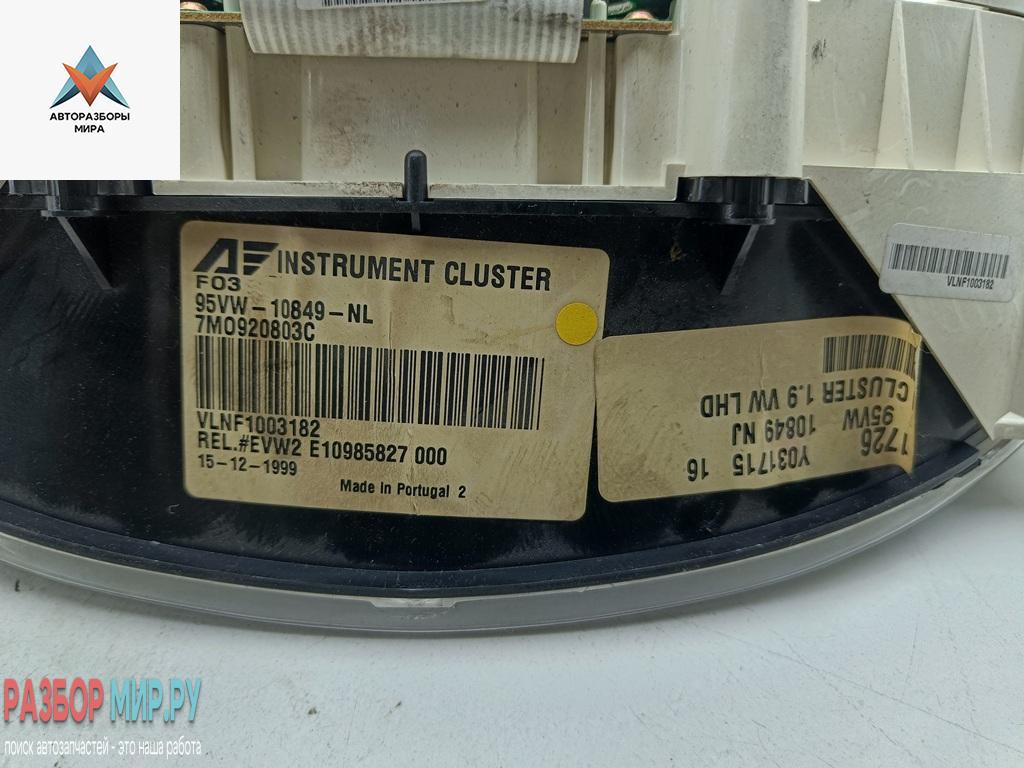 АВТОРАЗБОРЫ
МИРА
INSTRUMENT CLUSTER
F03
95VW-10849-NL
7M0920803C
VLNF1003182
REL.#EVW2 E10985827 000
15-12-1999
Made in Portugal 2
VLNF1003182
CLUSTER 1.9 VW LHD
95VW 10849 NJ
1726 Y031715 16
РАЗБОР МИР.РУ
поиск автозапчастей - это наша работа